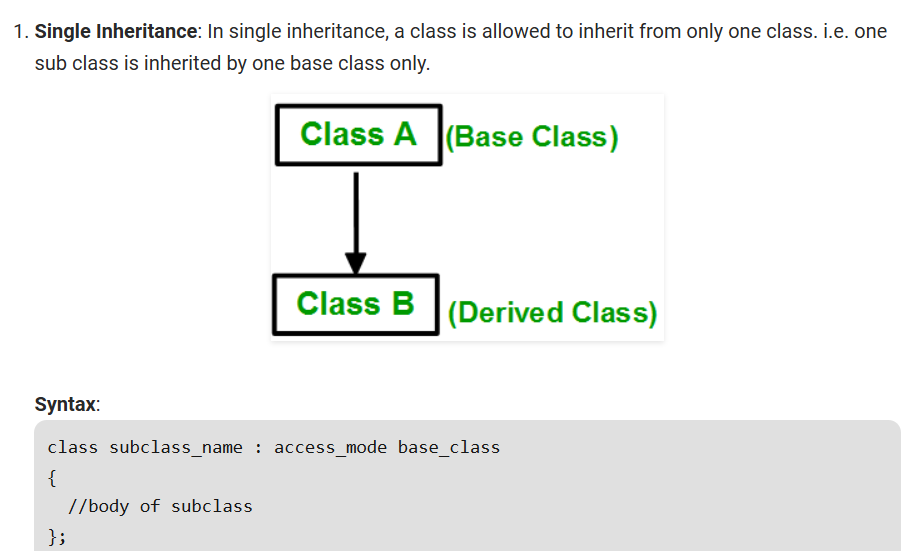 1. Single Inheritance: In single inheritance, a class is allowed to inherit from only one class. i.e. one
sub class is inherited by one base class only.
Class A (Base Class)
Class B (Derived Class)
Syntax:
class subclass_name : access_mode base_class
{
  //body of subclass
};